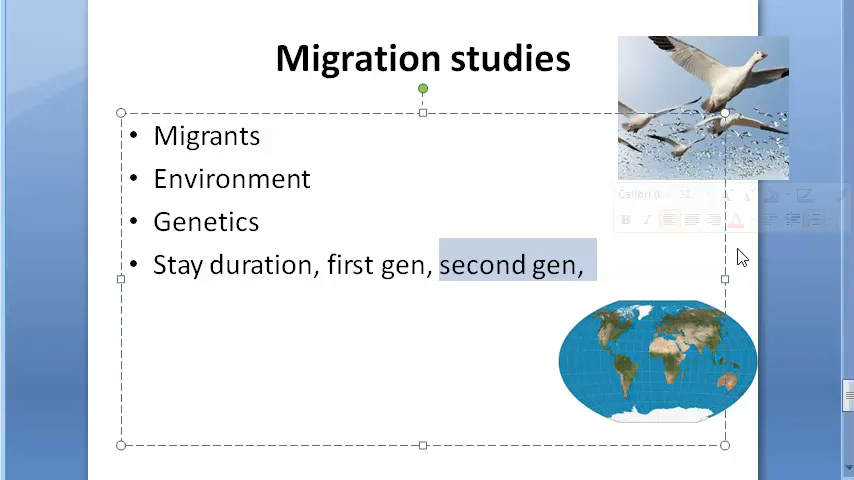 Migration studies
• Migrants
• Environment
• Genetics
• Stay duration, first gen, second gen,